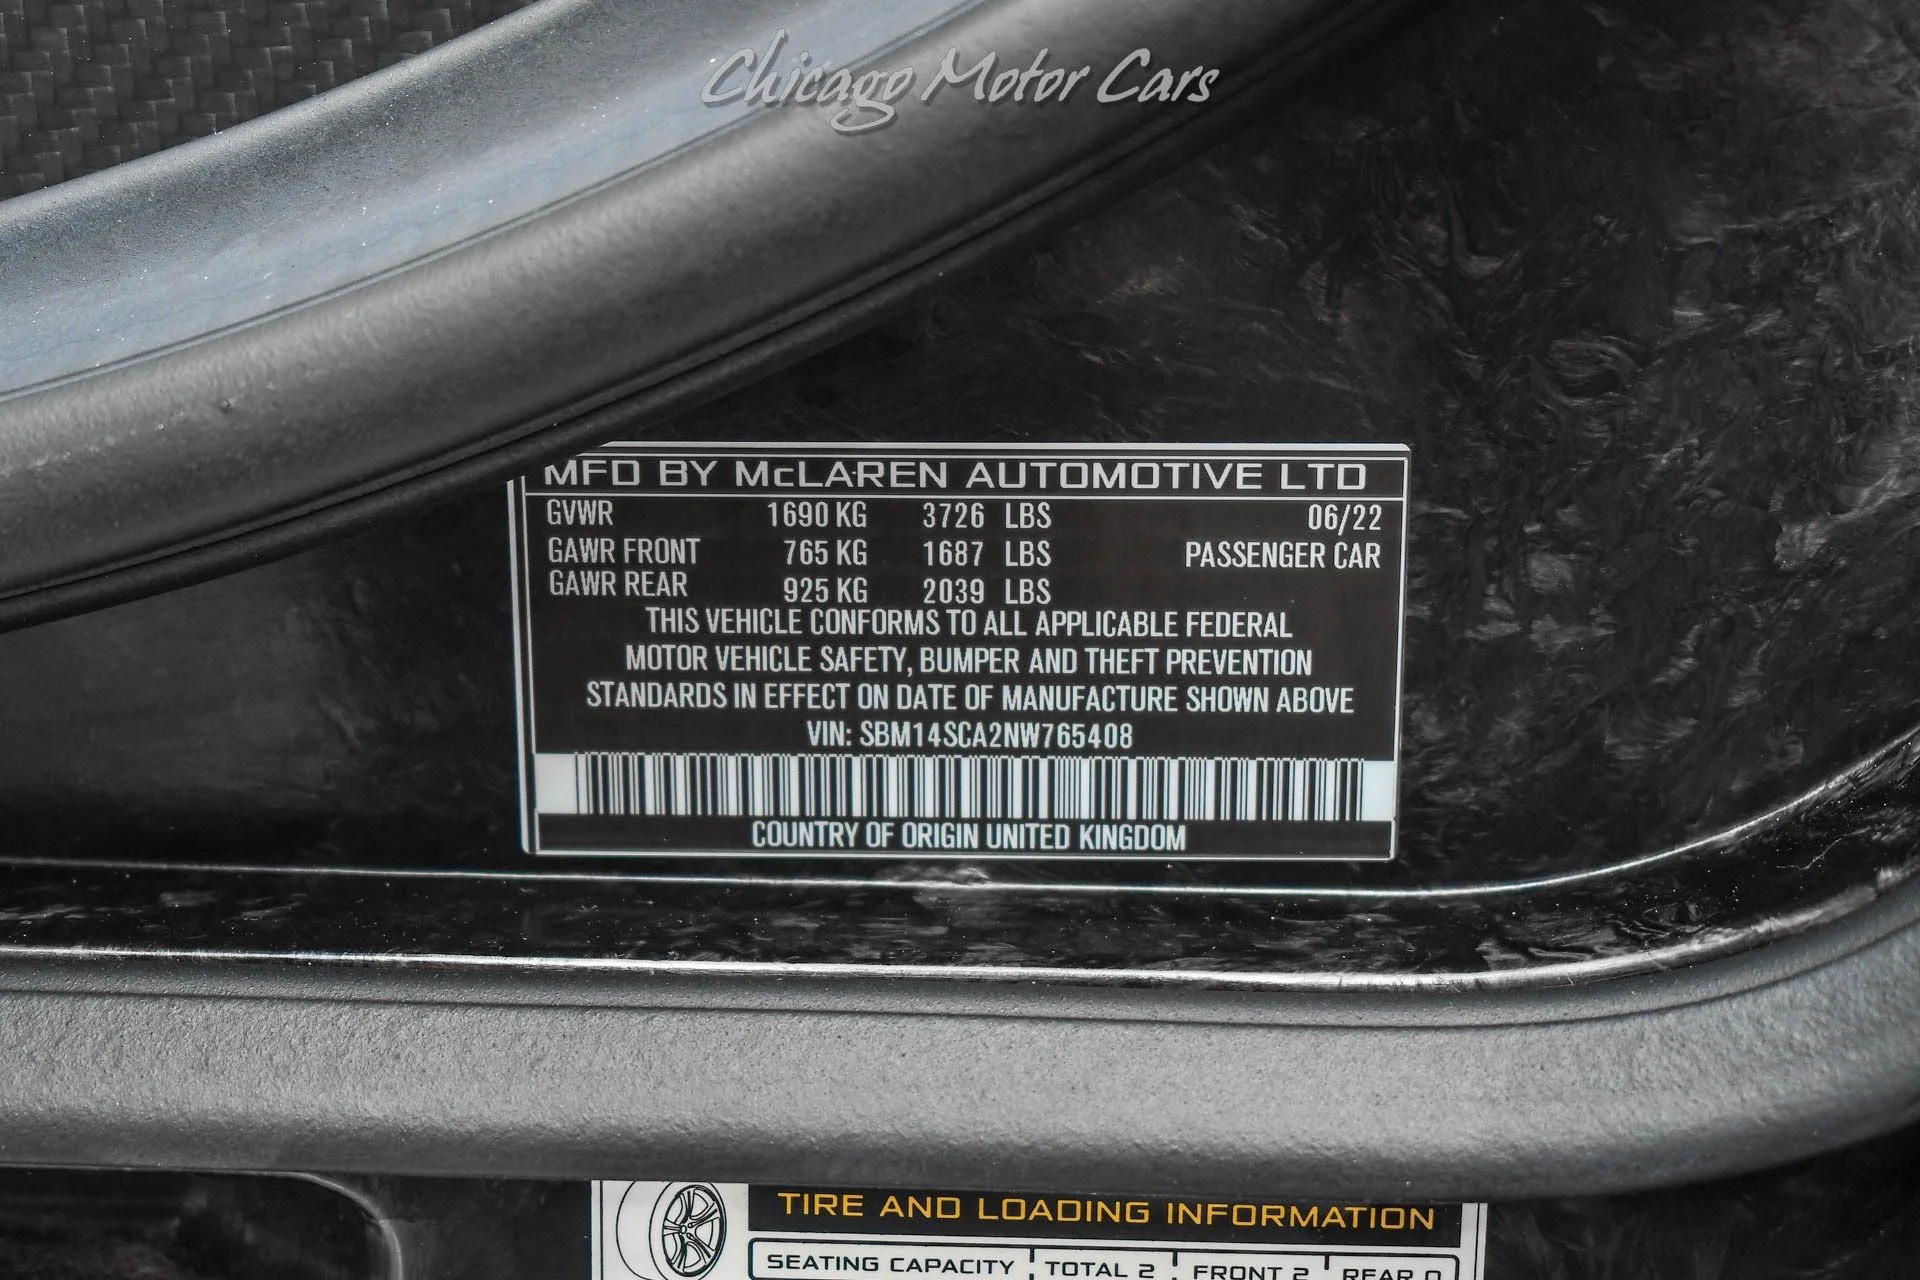 Chicago Motor Cars
MFD BY McLAREN AUTOMOTIVE LTD
GVWR 1690 KG 3726 LBS 06/22
GAWR FRONT 765 KG 1687 LBS PASSENGER CAR
GAWR REAR 925 KG 2039 LBS
THIS VEHICLE CONFORMS TO ALL APPLICABLE FEDERAL
MOTOR VEHICLE SAFETY, BUMPER AND THEFT PREVENTION
STANDARDS IN EFFECT ON DATE OF MANUFACTURE SHOWN ABOVE
VIN: SBM14SCA2NW765408
COUNTRY OF ORIGIN UNITED KINGDOM
TIRE AND LOADING INFORMATION
SEATING CAPACITY TOTAL 2 FRONT 2 REAR 0